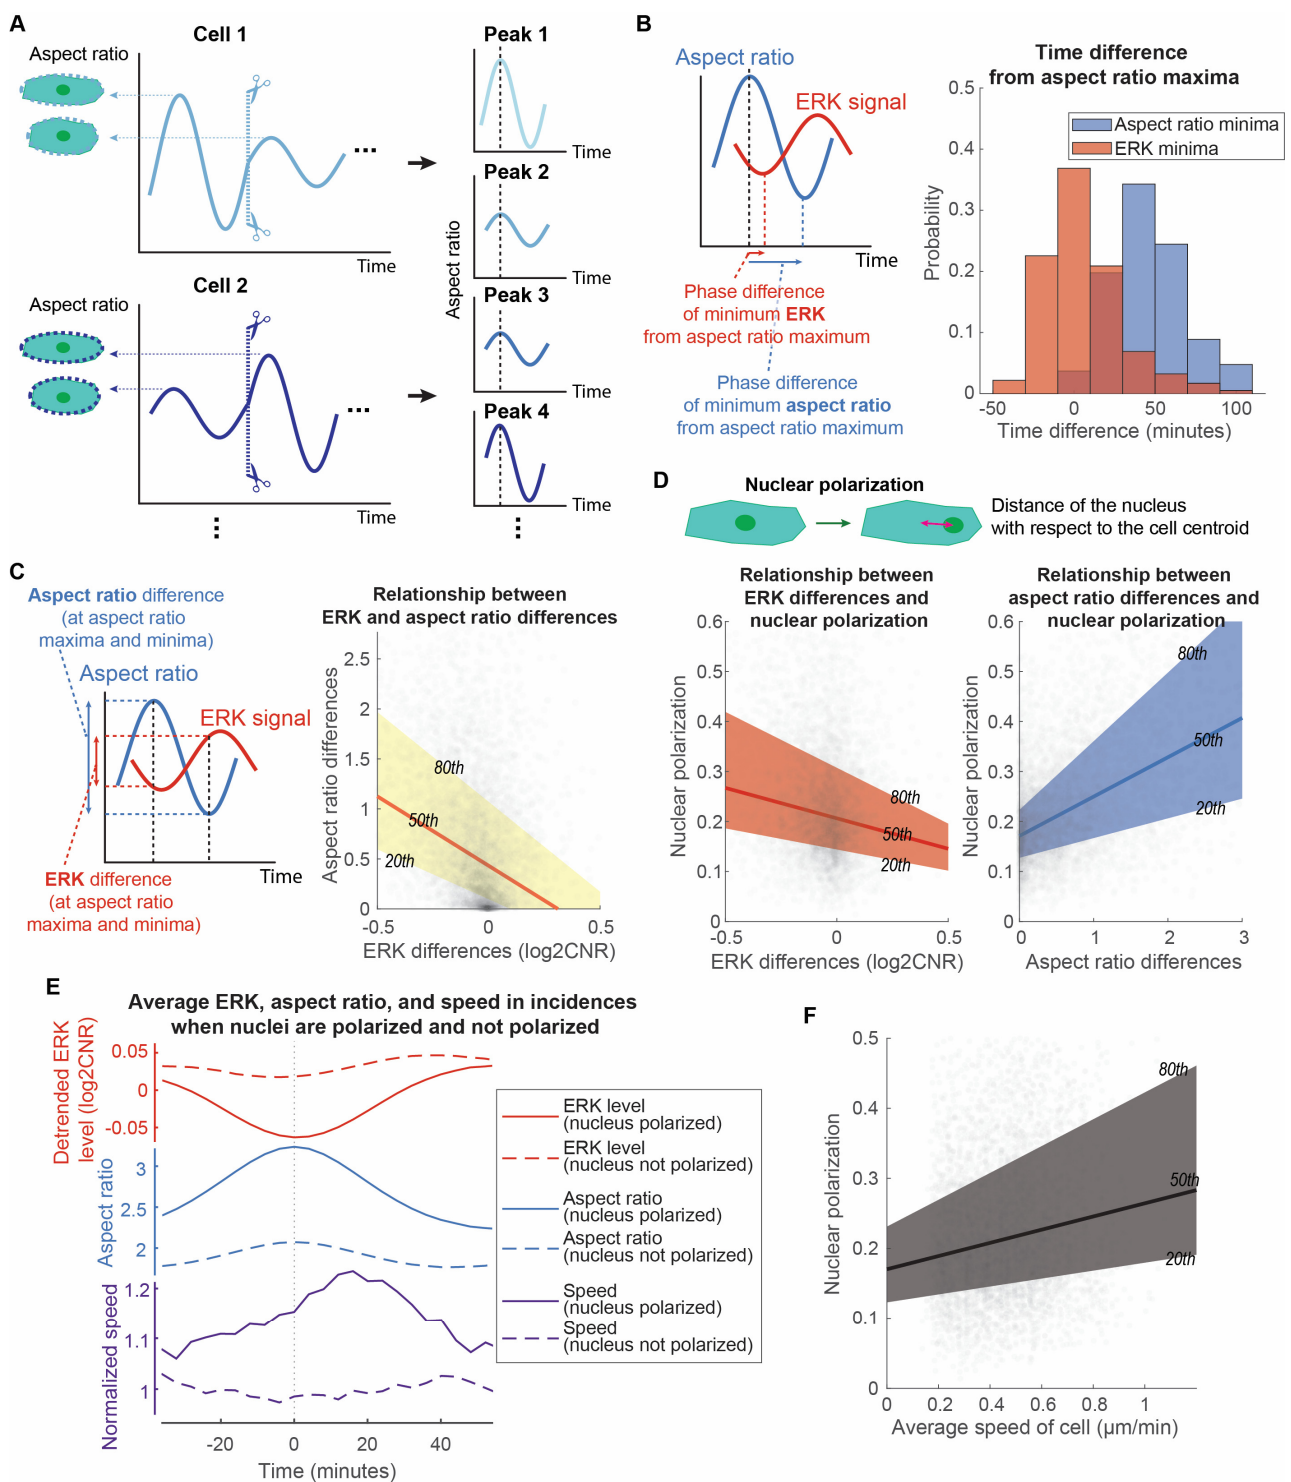 A
Cell 1
Aspect ratio
...
Time
Cell 2
Aspect ratio
...
Time
...
Peak 1
Time
Peak 2
Time
Peak 3
Time
Peak 4
Time
...
Aspect ratio
B
Aspect ratio
ERK signal
Time
Phase difference
of minimum ERK
from aspect ratio maximum
Phase difference
of minimum aspect ratio
from aspect ratio maximum
Time difference
from aspect ratio maxima
Aspect ratio minima
ERK minima
Probability
0.5
0.4
0.3
0.2
0.1
0
-50
0
50
100
Time difference (minutes)
C
Aspect ratio difference
(at aspect ratio
maxima and minima)
Aspect ratio
ERK signal
Time
ERK difference
(at aspect ratio
maxima and minima)
Relationship between
ERK and aspect ratio differences
Aspect ratio differences
2.5
2
1.5
1
0.5
0
80th
50th
20th
-0.5
0
0.5
ERK differences (log2CNR)
D
Nuclear polarization
Distance of the nucleus
with respect to the cell centroid
Relationship between
ERK differences and
nuclear polarization
Nuclear polarization
0.6
0.5
0.4
0.3
0.2
0.1
0
80th
50th
20th
-0.5
0
0.5
ERK differences (log2CNR)
Relationship between
aspect ratio differences and
nuclear polarization
Nuclear polarization
0.6
0.5
0.4
0.3
0.2
0.1
0
80th
50th
20th
0
1
2
3
Aspect ratio differences
E
Average ERK, aspect ratio, and speed in incidences
when nuclei are polarized and not polarized
Detrended ERK
level (log2CNR)
0.05
0
-0.05
Aspect ratio
3
2.5
2
Normalized speed
1.2
1.1
1
-20
0
20
40
Time (minutes)
ERK level
(nucleus polarized)
ERK level
(nucleus not polarized)
Aspect ratio
(nucleus polarized)
Aspect ratio
(nucleus not polarized)
Speed
(nucleus polarized)
Speed
(nucleus not polarized)
F
Nuclear polarization
0.5
0.4
0.3
0.2
0.1
0
80th
50th
20th
0
0.2
0.4
0.6
0.8
1
Average speed of cell (μm/min)